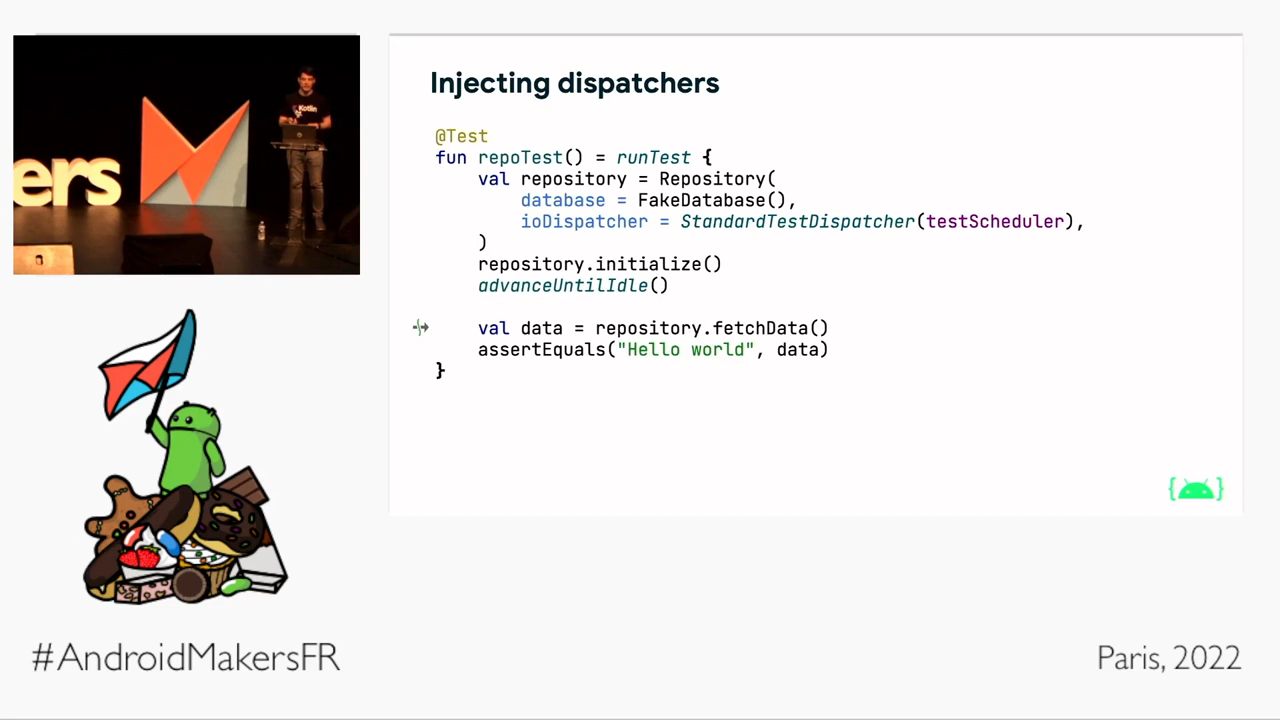 Injecting dispatchers
@Test
fun repoTest() = runTest {
    val repository = Repository(
        database = FakeDatabase(),
        ioDispatcher = StandardTestDispatcher(testScheduler),
    )
    repository.initialize()
    advanceUntilIdle()
    val data = repository.fetchData()
    assertEquals("Hello world", data)
}
ers
Kotlin
#AndroidMakersFR
Paris, 2022